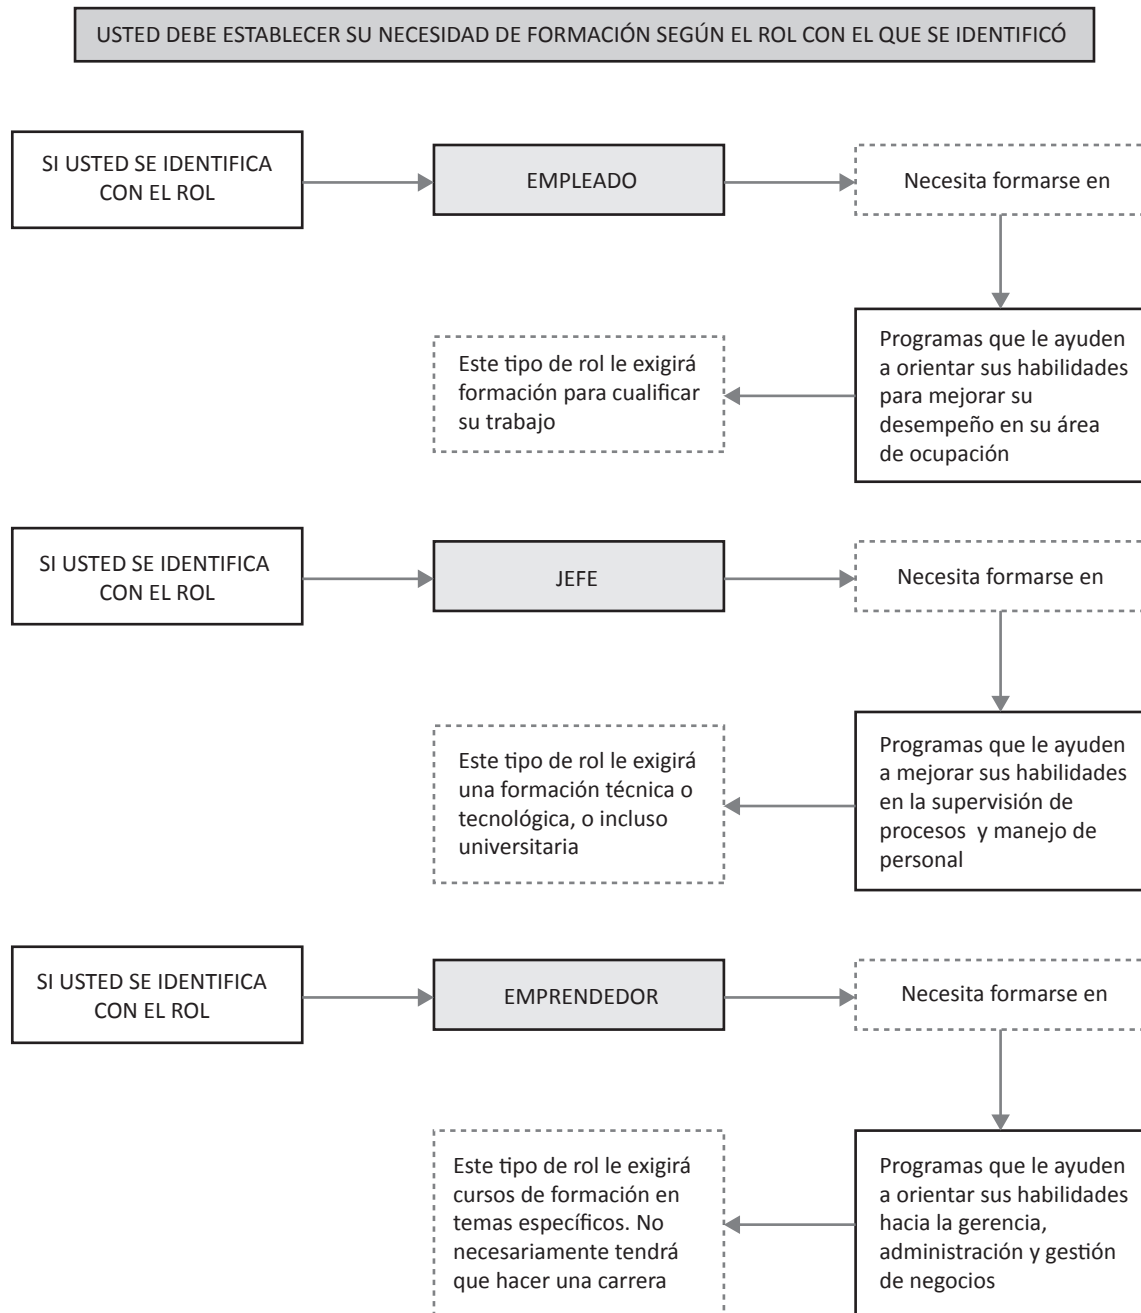 USTED DEBE ESTABLECER SU NECESIDAD DE FORMACIÓN SEGÚN EL ROL CON EL QUE SE IDENTIFICÓ
SI USTED SE IDENTIFICA
CON EL ROL
EMPLEADO
Necesita formarse en
Programas que le ayuden
a orientar sus habilidades
para mejorar su
desempeño en su área
de ocupación
Este tipo de rol le exigirá
formación para cualificar
su trabajo
SI USTED SE IDENTIFICA
CON EL ROL
JEFE
Necesita formarse en
Programas que le ayuden
a mejorar sus habilidades
en la supervisión de
procesos  y manejo de
personal
Este tipo de rol le exigirá
una formación técnica o
tecnológica, o incluso
universitaria
SI USTED SE IDENTIFICA
CON EL ROL
EMPRENDEDOR
Necesita formarse en
Programas que le ayuden
a orientar sus habilidades
hacia la gerencia,
administración y gestión
de negocios
Este tipo de rol le exigirá
cursos de formación en
temas específicos. No
necesariamente tendrá
que hacer una carrera